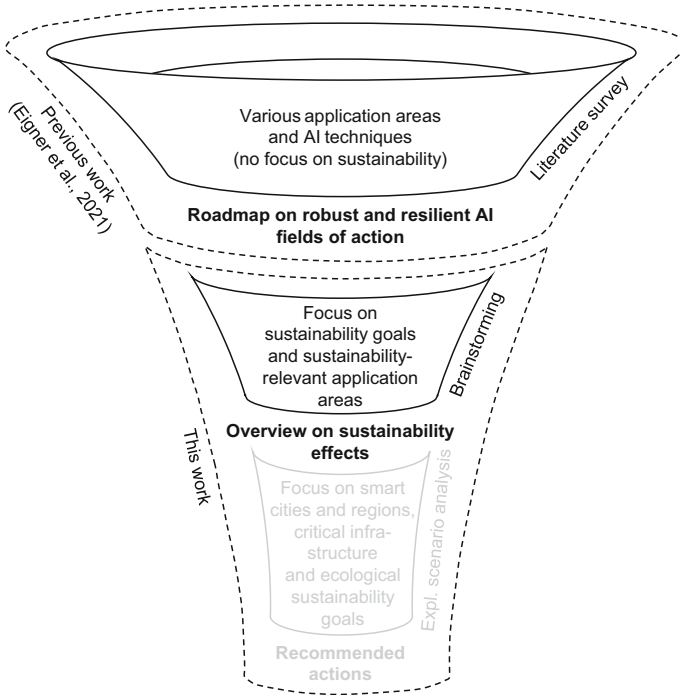 Previous work
(Eigner et al., 2021)
Various application areas
and AI techniques
(no focus on sustainability)
Literature survey
Roadmap on robust and resilient AI
fields of action
This work
Focus on
sustainability goals
and sustainability-
relevant application
areas
Brainstorming
Overview on sustainability
effects
Focus on smart
cities and regions,
critical infra-
structure
and ecological
sustainability
goals
Expl. scenario analysis
Recommended
actions